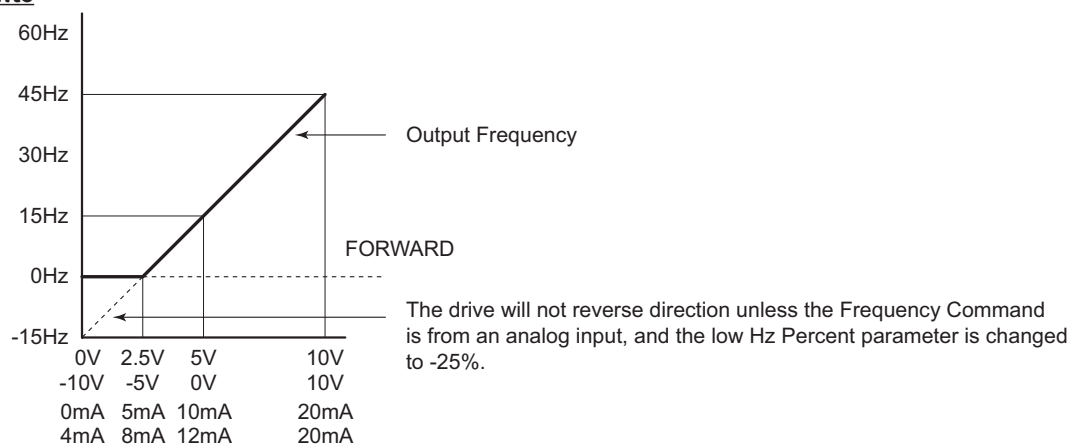 60Hz
45Hz
Output Frequency
30Hz
15Hz
FORWARD
0Hz
The drive will not reverse direction unless the Frequency Command
is from an analog input, and the low Hz Percent parameter is changed
to -25%.
-15Hz
0V 2.5V 5V 10V
-10V -5V 0V 10V
0mA 5mA 10mA 20mA
4mA 8mA 12mA 20mA